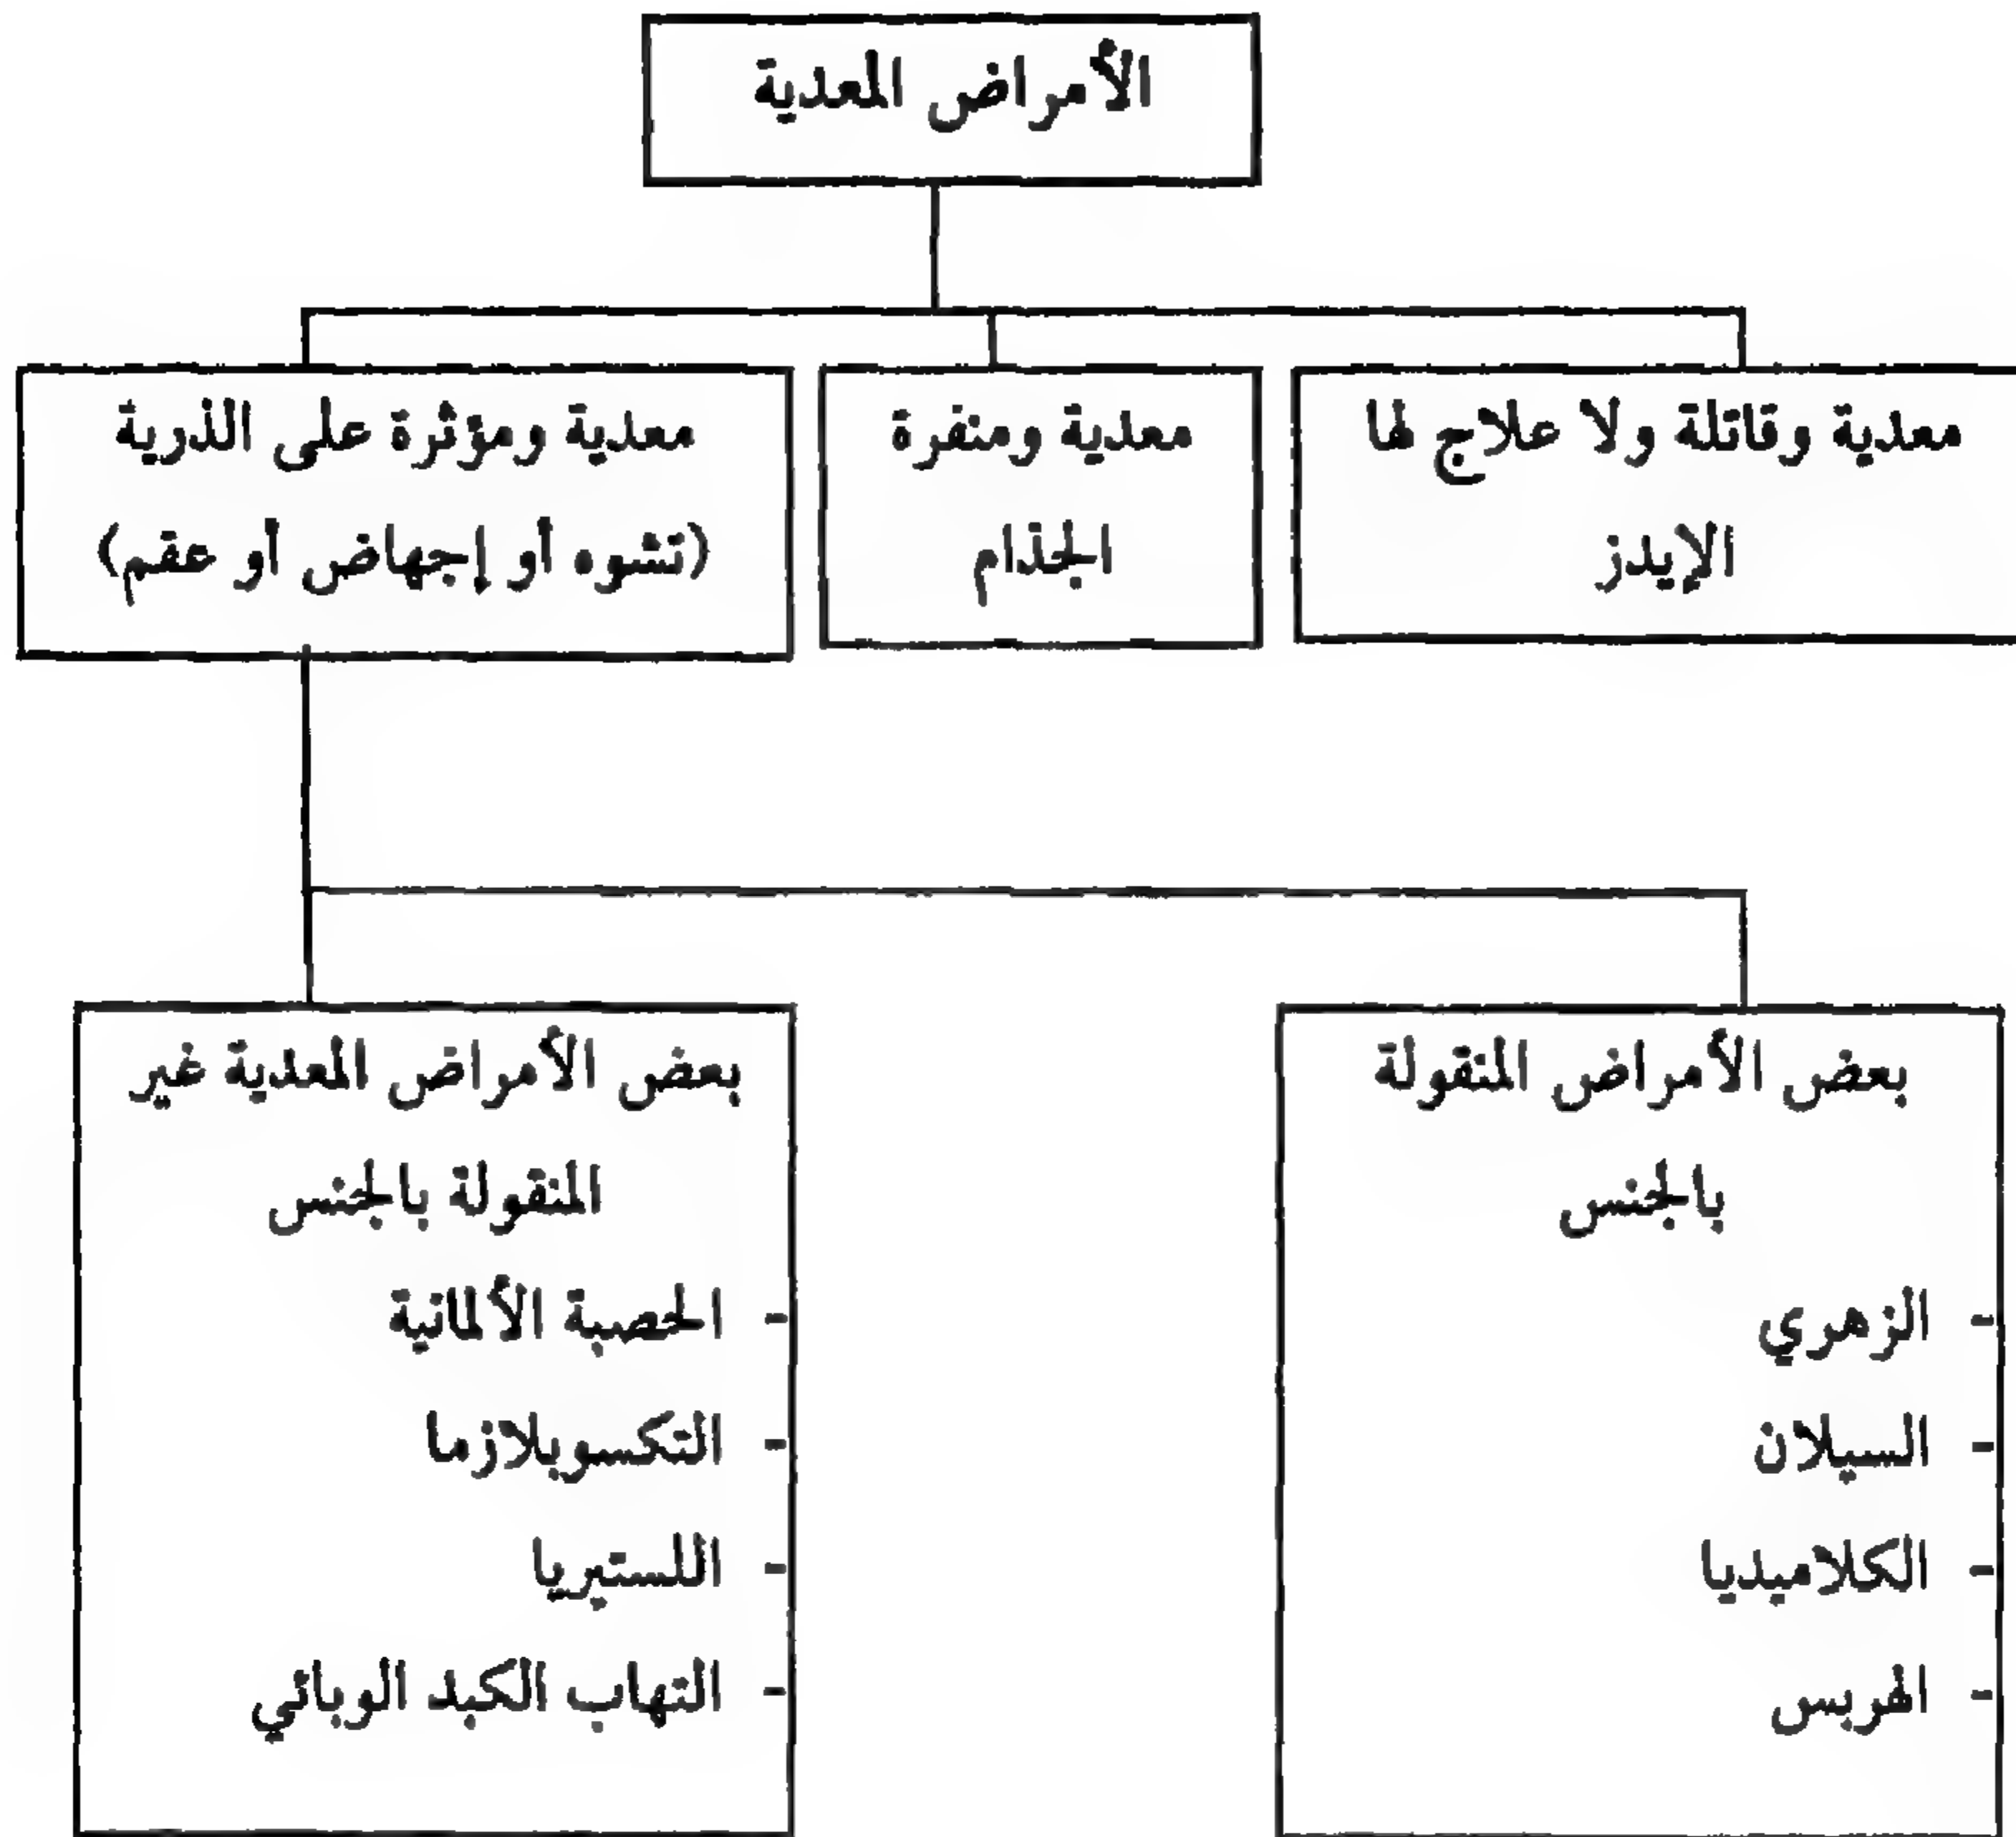 الأمراض المعدية
معدية وقاتلة ولا علاج لها
الإيدز
معدية ومنفرة
الجذام
معدية ومؤثرة على الذرية
(تشوه أو إجهاض أو عقم)
بعض الأمراض المنقولة
بالجنس
- الزهري
- السيلان
- الكلاميديا
- الهربس
بعض الأمراض المعدية غير
المنقولة بالجنس
- الحصبة الألمانية
- التكسوبلازما
- اللستيريا
- التهاب الكبد الوبائي